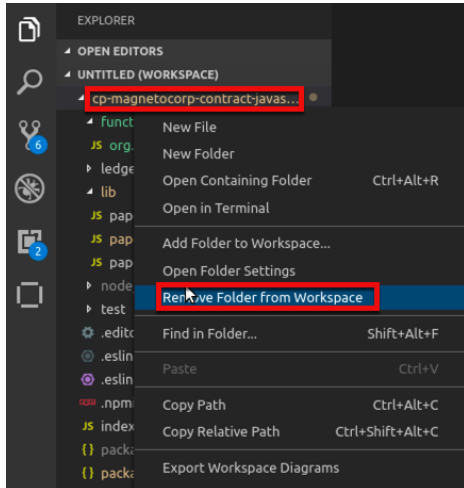 EXPLORER
OPEN EDITORS
UNTITLED (WORKSPACE)
cp-magnetocorp-contract-javas...
funct
JS org.
ledge
lib
JS pap
JS pap
JS pap
node
test
.edito
.eslin
.eslin
.npm
JS index
{} packa
{} packa
6
2
New File
New Folder
Open Containing Folder Ctrl+Alt+R
Open in Terminal
Add Folder to Workspace...
Open Folder Settings
Remove Folder from Workspace
Find in Folder... Shift+Alt+F
Paste Ctrl+V
Copy Path Ctrl+Alt+C
Copy Relative Path Ctrl+Shift+Alt+C
Export Workspace Diagrams